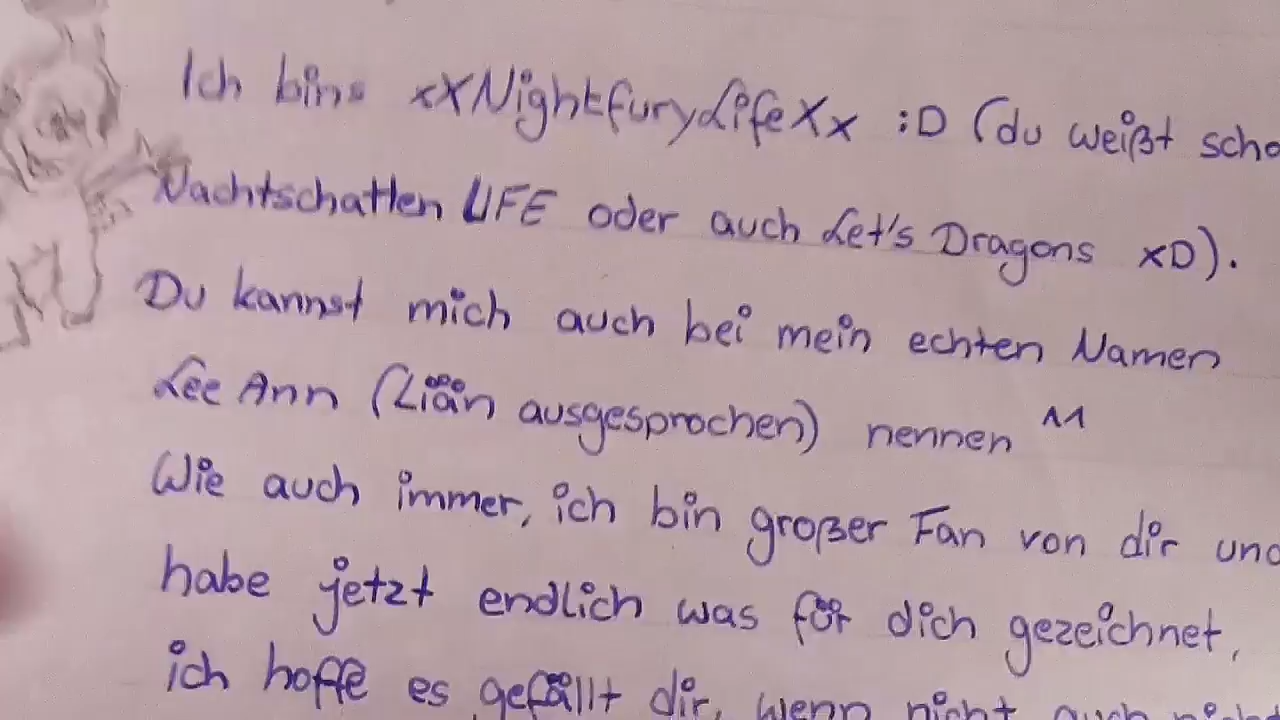 Ich bins xXNightfuryLifeXx :D (du weißt scho
Nachtschatten LIFE oder auch Let's Dragons xD).
Du kannst mich auch bei mein echten Namen
Lee Ann (Liän ausgesprochen) nennen ^^
Wie auch immer, ich bin großer Fan von dir und
habe jetzt endlich was für dich gezeichnet,
ich hoffe es gefällt dir, wenn nicht auch